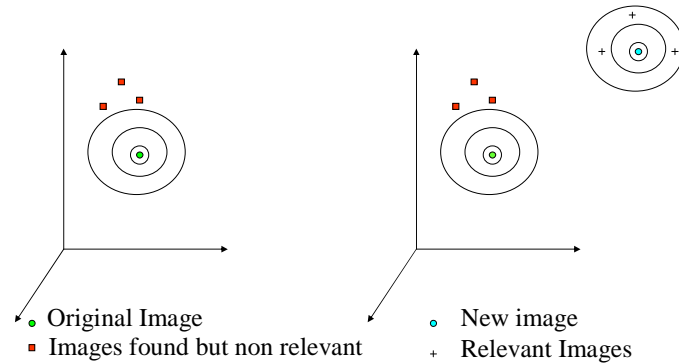 Original Image
Images found but non relevant
New image
Relevant Images